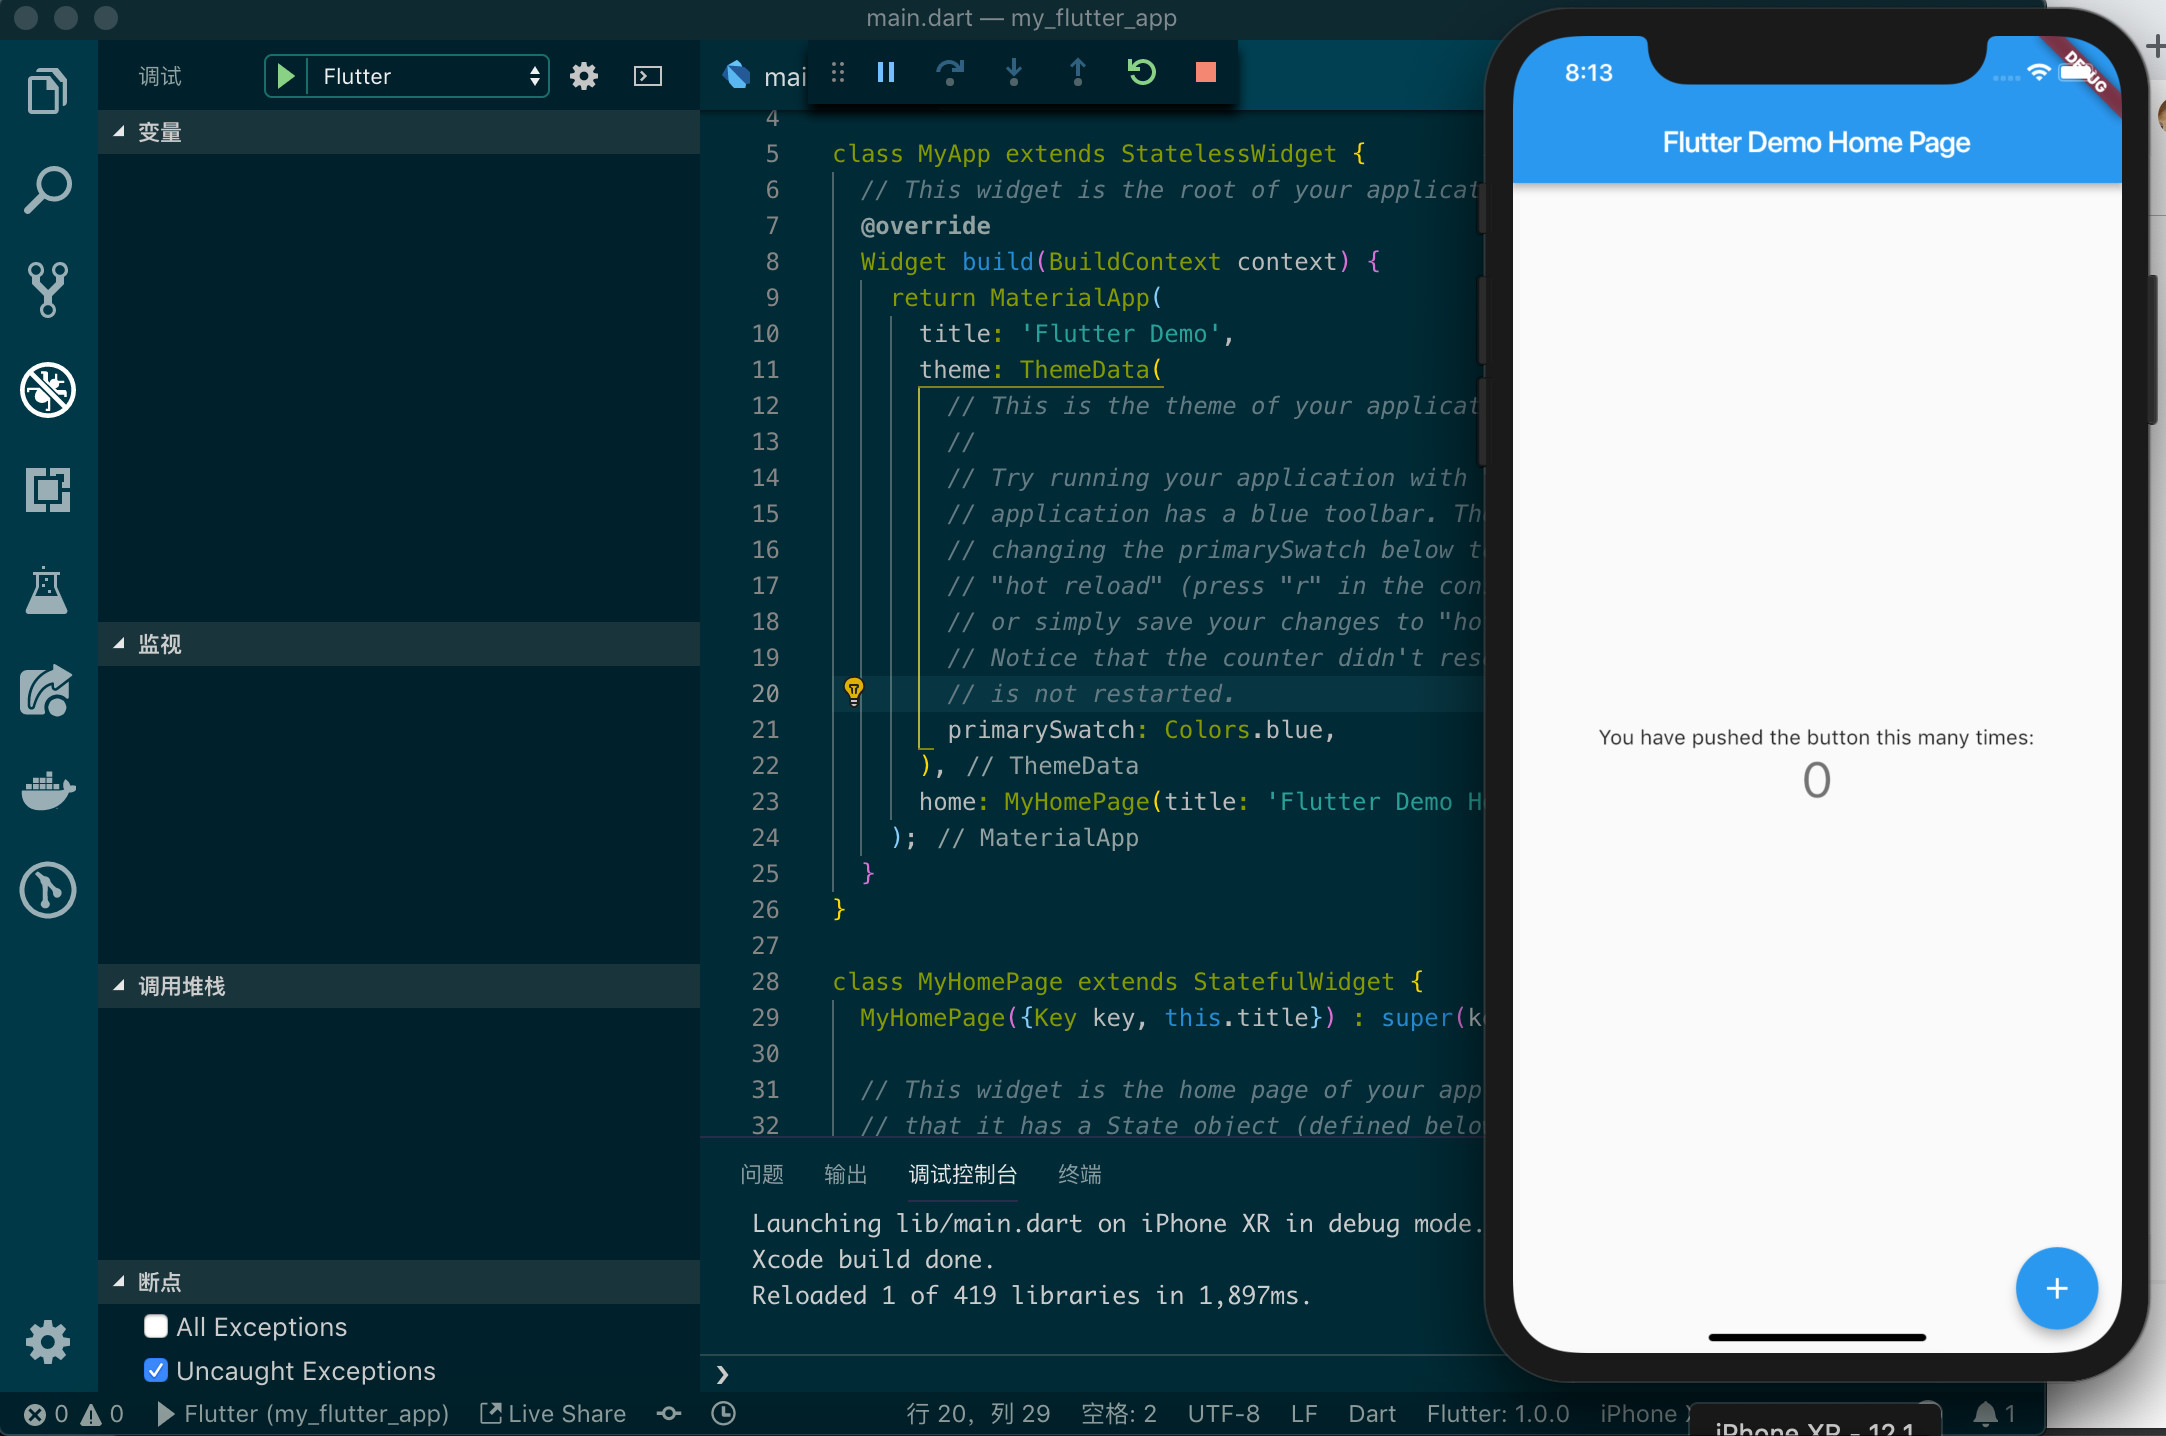 main.dart — my_flutter_app
调试
Flutter
变量
监视
调用堆栈
断点
All Exceptions
Uncaught Exceptions
mai
4
5 class MyApp extends StatelessWidget {
6 // This widget is the root of your applicat
7 @override
8 Widget build(BuildContext context) {
9 return MaterialApp(
10 title: 'Flutter Demo',
11 theme: ThemeData(
12 // This is the theme of your applicat
13 //
14 // Try running your application with
15 // application has a blue toolbar. Th
16 // changing the primarySwatch below t
17 // "hot reload" (press "r" in the con
18 // or simply save your changes to "ho
19 // Notice that the counter didn't res
20 // is not restarted.
21 primarySwatch: Colors.blue,
22 ), // ThemeData
23 home: MyHomePage(title: 'Flutter Demo H
24 ); // MaterialApp
25 }
26 }
27
28 class MyHomePage extends StatefulWidget {
29 MyHomePage({Key key, this.title}) : super(k
30
31 // This widget is the home page of your app
32 // that it has a State object (defined belo
问题 输出 调试控制台 终端
Launching lib/main.dart on iPhone XR in debug mode.
Xcode build done.
Reloaded 1 of 419 libraries in 1,897ms.
0 0 Flutter (my_flutter_app) Live Share 行 20，列 29 空格: 2 UTF-8 LF Dart Flutter: 1.0.0 iPhone 1
8:13
DEBUG
Flutter Demo Home Page
You have pushed the button this many times:
0
iPhone XR - 12.1